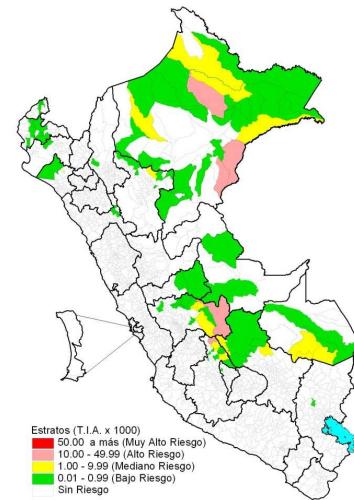 Estratos (T.I.A. x 1000)
50.00 a más (Muy Alto Riesgo)
10.00 - 49.99 (Alto Riesgo)
1.00 - 9.99 (Mediano Riesgo)
0.01 - 0.99 (Bajo Riesgo)
Sin Riesgo